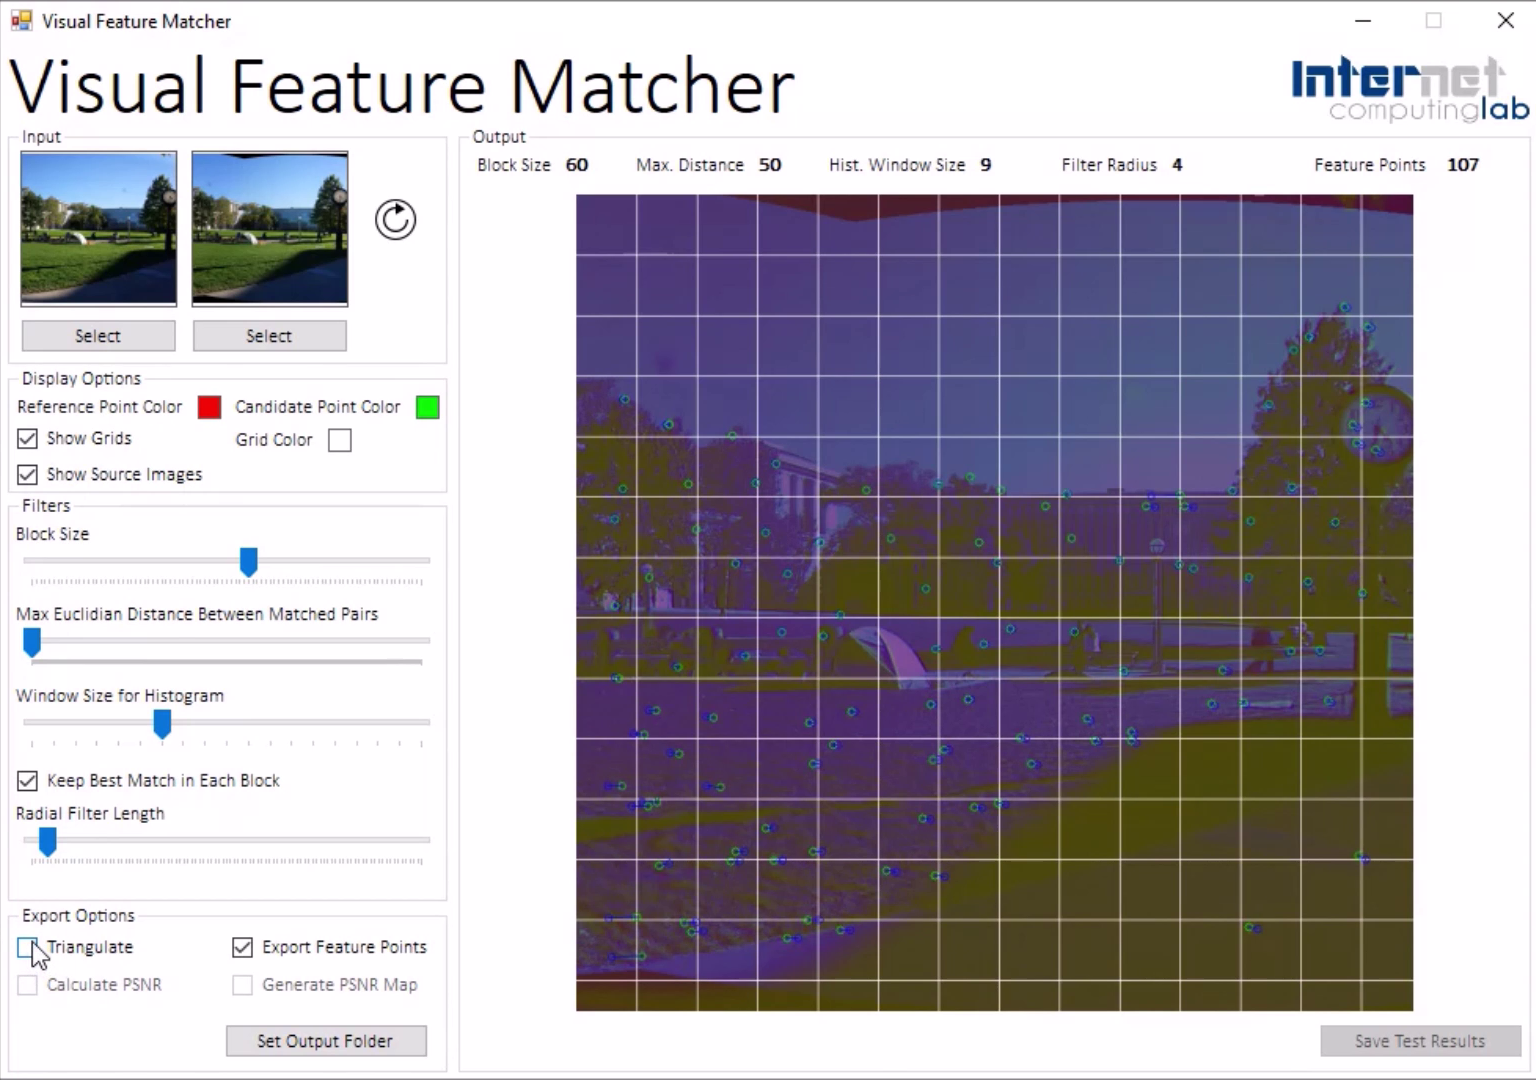 Visual Feature Matcher
Visual Feature Matcher
Internet
computinglab
Input
Select
Select
Display Options
Reference Point Color
Candidate Point Color
Show Grids
Grid Color
Show Source Images
Filters
Block Size
Max Euclidian Distance Between Matched Pairs
Window Size for Histogram
Keep Best Match in Each Block
Radial Filter Length
Export Options
Triangulate
Export Feature Points
Calculate PSNR
Generate PSNR Map
Set Output Folder
Output
Block Size 60 Max. Distance 50 Hist. Window Size 9 Filter Radius 4 Feature Points 107
Save Test Results